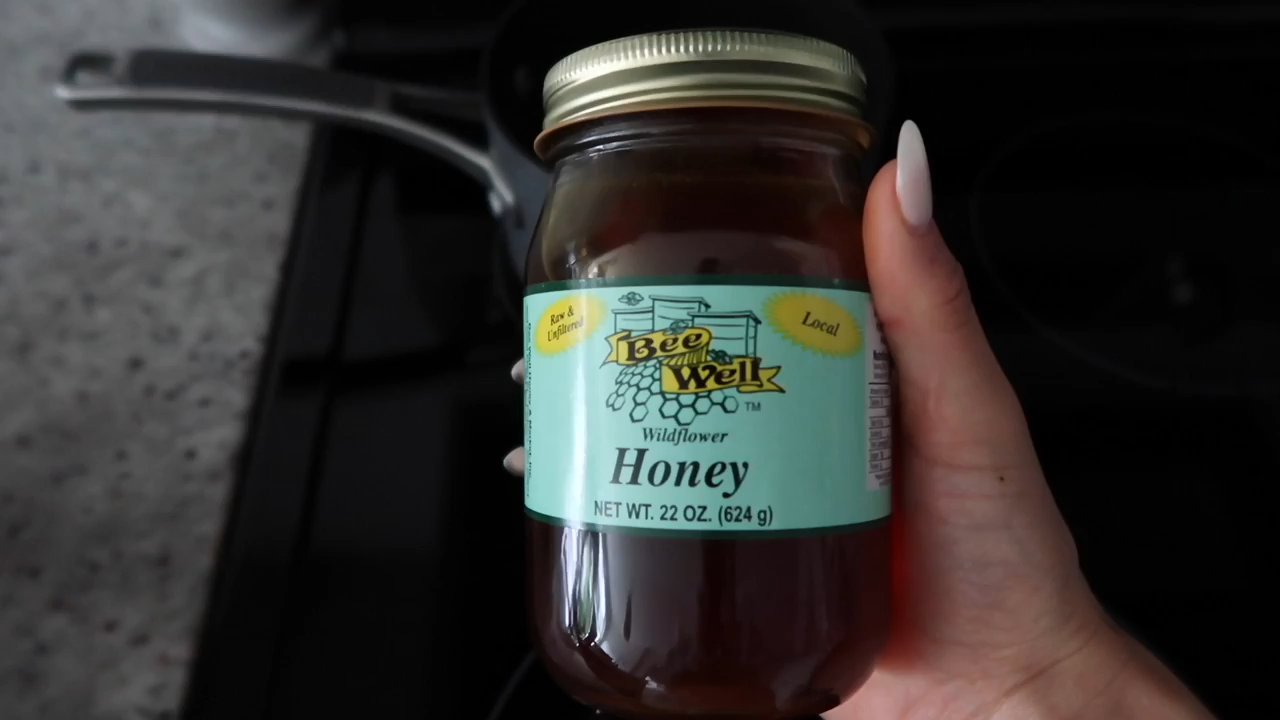 Raw &
Unfiltered
Local
Bee
Well
TM
Wildflower
Honey
NET WT. 22 OZ. (624 g)